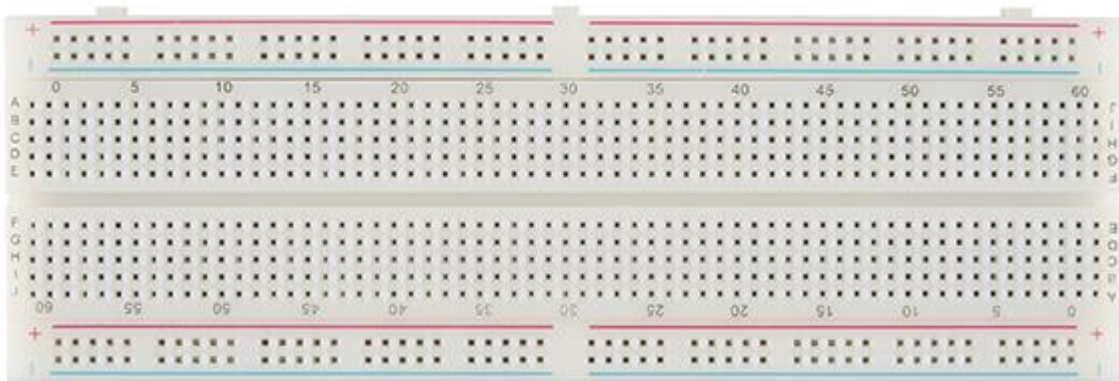 + +
- -
0 5 10 15 20 25 30 35 40 45 50 55 60
A J
B I
C H
D G
E F
F E
G D
H C
I B
J A
60 55 50 45 40 35 30 25 20 15 10 5 0
+ +
- -